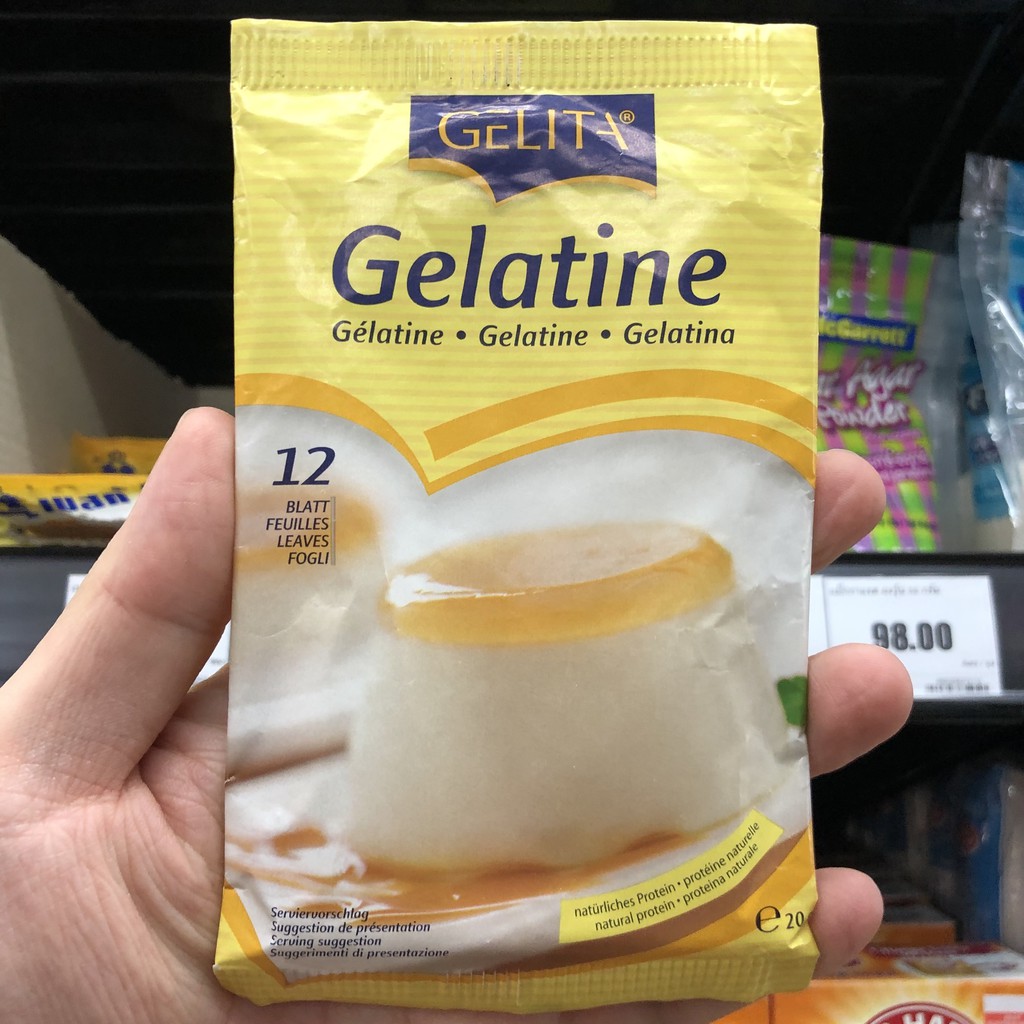 GELITA®
Gelatine
Gélatine • Gelatine • Gelatina
12
BLATT
FEUILLES
LEAVES
FOGLI
natürliches Protein • protéine naturelle
natural protein • proteina naturale
Serviervorschlag
Suggestion de présentation
Serving suggestion
Suggerimenti di presentazione
℮ 20
McGarrett
Agar
Powder
98.00